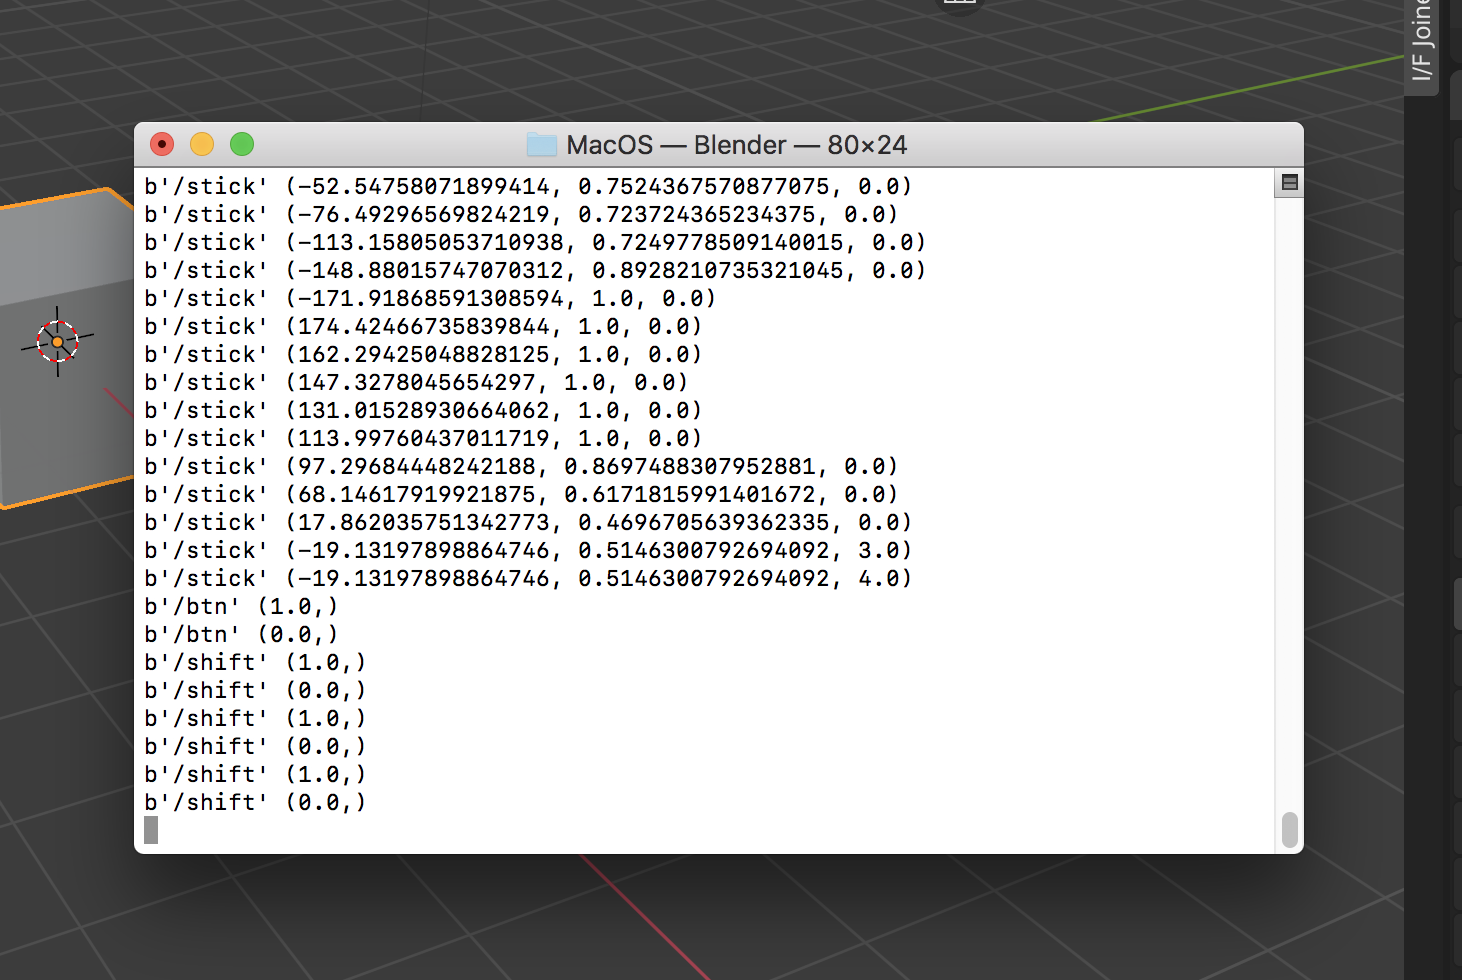 I/F Joine
MacOS — Blender — 80×24
b'/stick' (-52.54758071899414, 0.7524367570877075, 0.0)
b'/stick' (-76.49296569824219, 0.723724365234375, 0.0)
b'/stick' (-113.15805053710938, 0.72497785091400​15, 0.0)
b'/stick' (-148.88015747070312, 0.8928210735321045, 0.0)
b'/stick' (-171.91868591308594, 1.0, 0.0)
b'/stick' (174.42466735839844, 1.0, 0.0)
b'/stick' (162.29425048828125, 1.0, 0.0)
b'/stick' (147.3278045654297, 1.0, 0.0)
b'/stick' (131.01528930664062, 1.0, 0.0)
b'/stick' (113.99760437011719, 1.0, 0.0)
b'/stick' (97.29684448242188, 0.8697488307952881, 0.0)
b'/stick' (68.14617919921875, 0.6171815991401672, 0.0)
b'/stick' (17.862035751342773, 0.4696705639362335, 0.0)
b'/stick' (-19.13197898864746, 0.5146300792694092, 3.0)
b'/stick' (-19.13197898864746, 0.5146300792694092, 4.0)
b'/btn' (1.0,)
b'/btn' (0.0,)
b'/shift' (1.0,)
b'/shift' (0.0,)
b'/shift' (1.0,)
b'/shift' (0.0,)
b'/shift' (1.0,)
b'/shift' (0.0,)